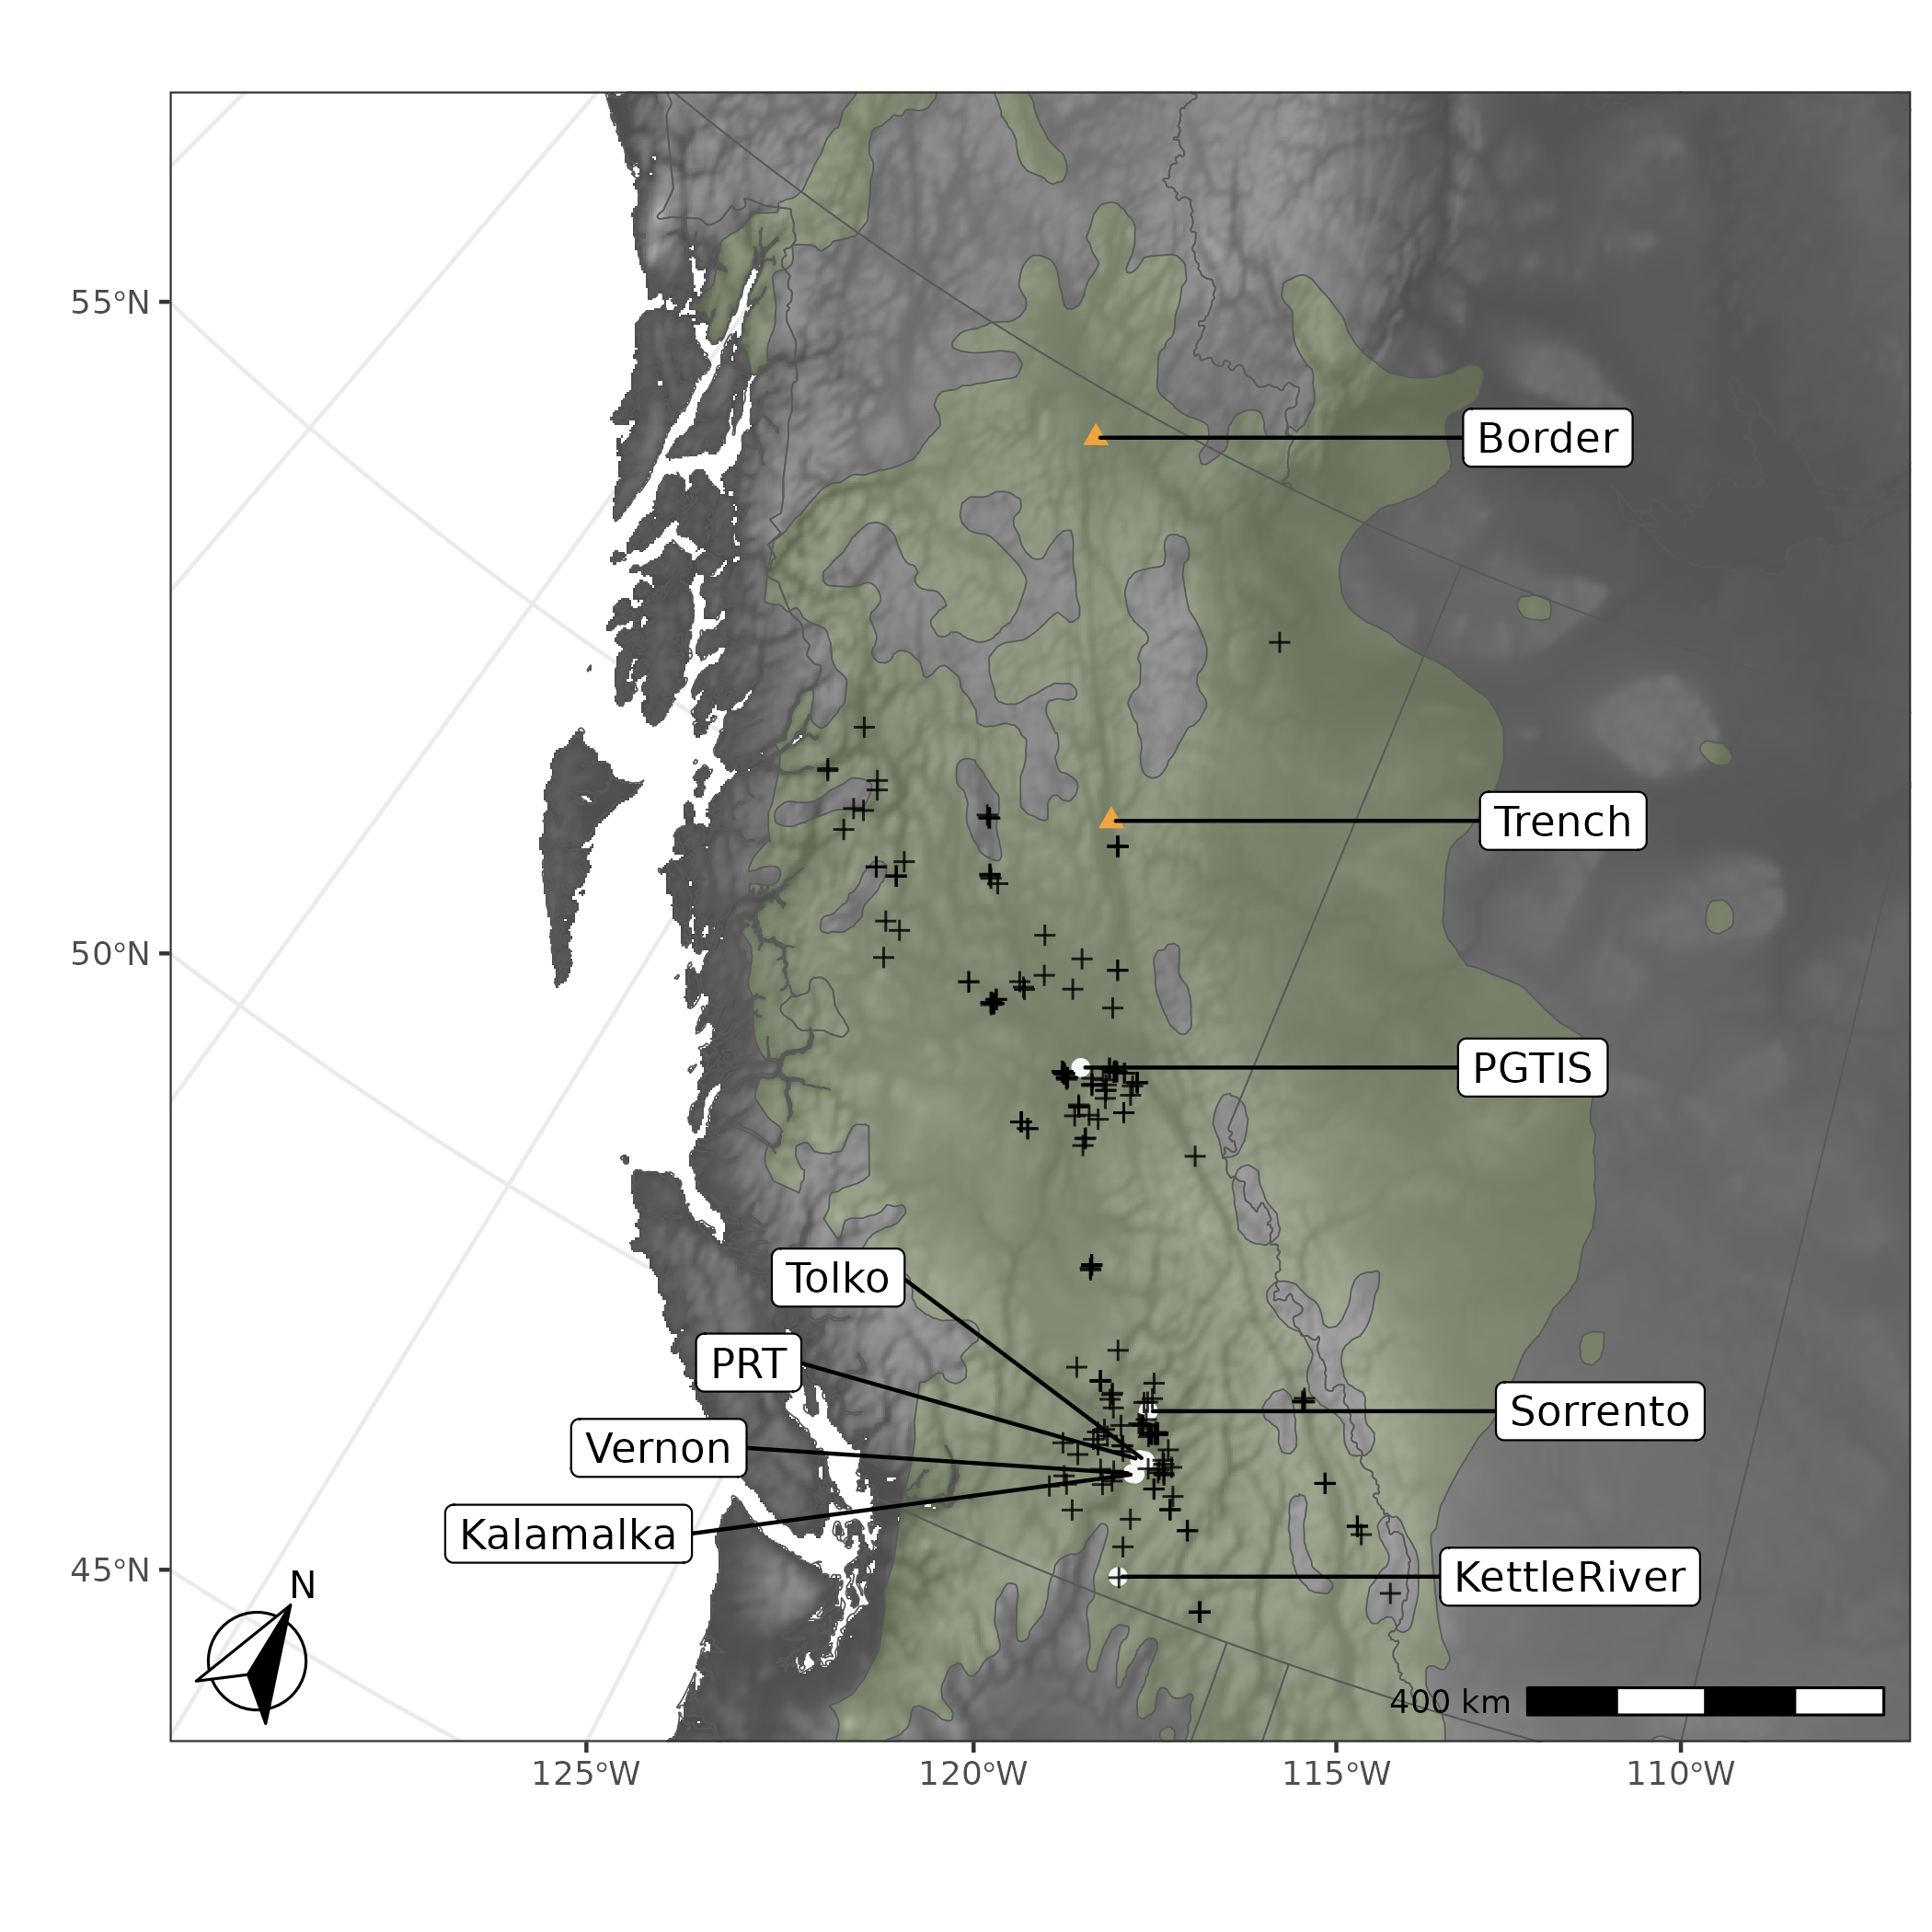 55°N
Border
Trench
50°N
PGTIS
Tolko
PRT
Sorrento
Vernon
Kalamalka
45°N
KettleRiver
N
400 km
125°W
120°W
115°W
110°W